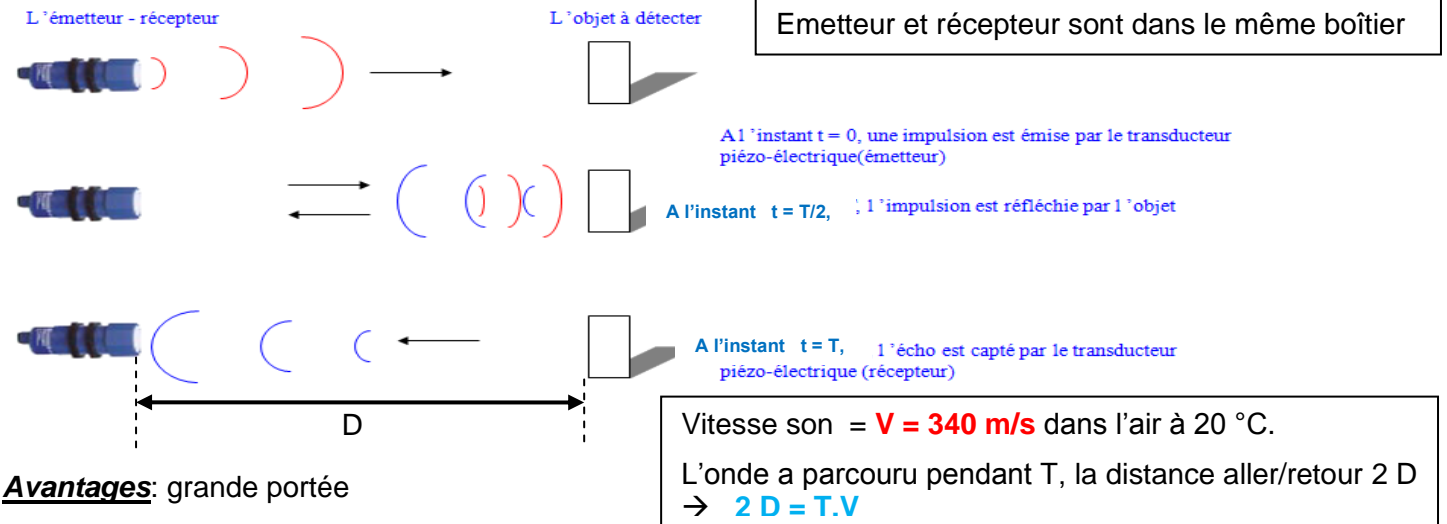 L 'émetteur - récepteur
L 'objet à détecter
Emetteur et récepteur sont dans le même boîtier
A l 'instant t = 0, une impulsion est émise par le transducteur
piézo-électrique(émetteur)
A l'instant t = T/2, , l 'impulsion est réfléchie par l 'objet
A l'instant t = T, l 'écho est capté par le transducteur
piézo-électrique (récepteur)
D
Vitesse son = V = 340 m/s dans l'air à 20 °C.
L'onde a parcouru pendant T, la distance aller/retour 2 D
→ 2 D = T.V
Avantages: grande portée